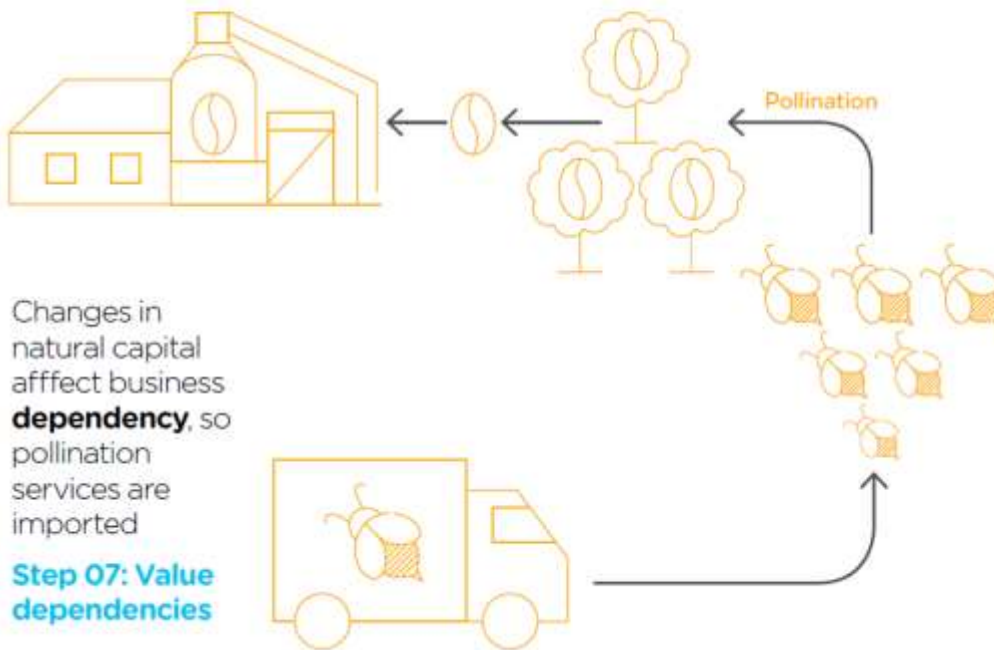 Pollination
Changes in
natural capital
afffect business
dependency, so
pollination
services are
imported
Step 07: Value
dependencies